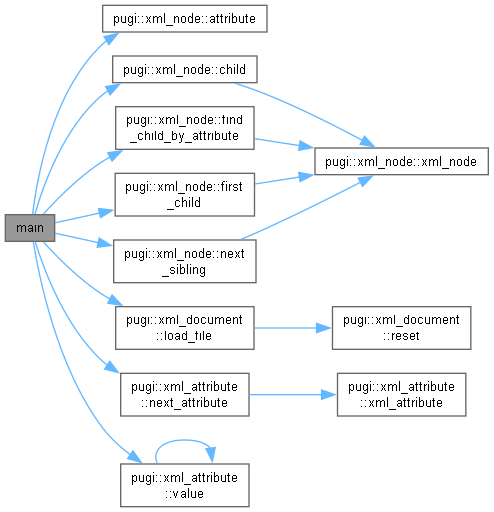 pugi::xml_node::attribute
pugi::xml_node::child
pugi::xml_node::find
_child_by_attribute
pugi::xml_node::xml_node
pugi::xml_node::first
_child
main
pugi::xml_node::next
_sibling
pugi::xml_document
::load_file
pugi::xml_document
::reset
pugi::xml_attribute
::next_attribute
pugi::xml_attribute
::xml_attribute
pugi::xml_attribute
::value